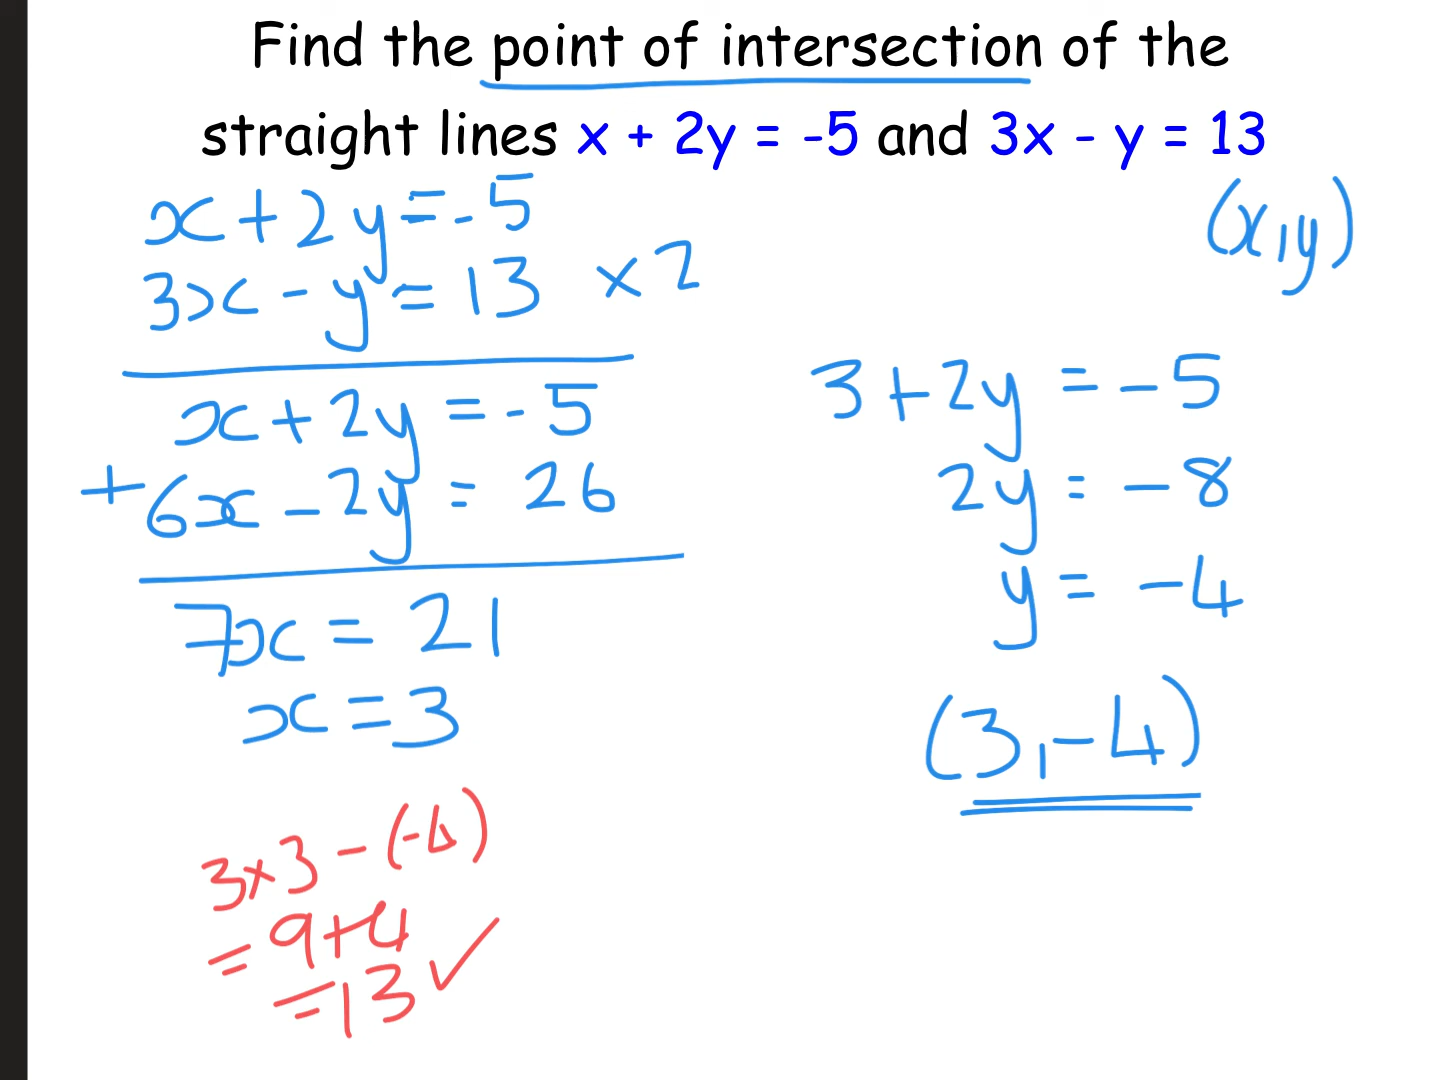 Find the point of intersection of the
straight lines x + 2y = -5 and 3x - y = 13
x + 2y = -5
(x, y)
3x - y = 13 × 2
x + 2y = -5
+ 6x - 2y = 26
7x = 21
x = 3
3 + 2y = -5
2y = -8
y = -4
(3, -4)
3 × 3 - (-4)
= 9 + 4
= 13 ✓